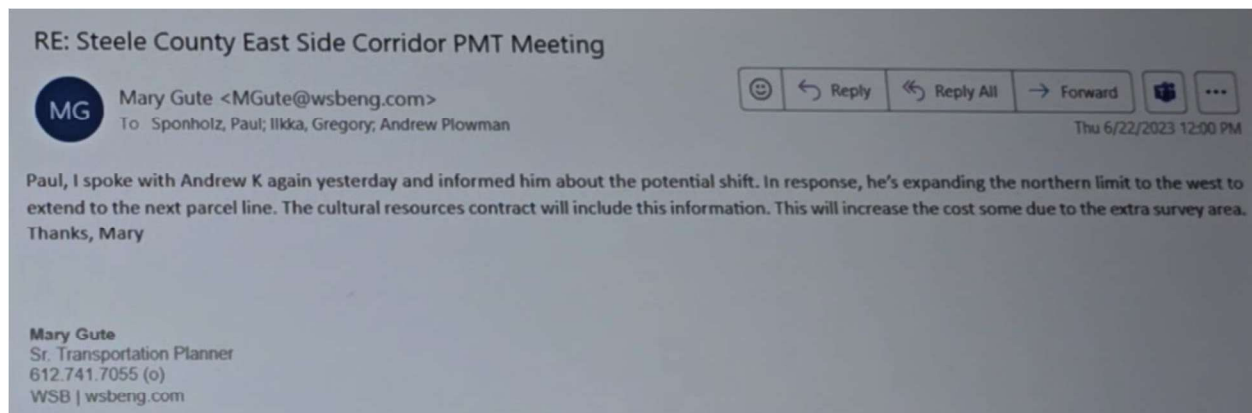 RE: Steele County East Side Corridor PMT Meeting
MG
Mary Gute <MGute@wsbeng.com>
To Sponholz, Paul; Ilkka, Gregory; Andrew Plowman
Reply
Reply All
Forward
Thu 6/22/2023 12:00 PM
Paul, I spoke with Andrew K again yesterday and informed him about the potential shift. In response, he's expanding the northern limit to the west to
extend to the next parcel line. The cultural resources contract will include this information. This will increase the cost some due to the extra survey area.
Thanks, Mary
Mary Gute
Sr. Transportation Planner
612.741.7055 (o)
WSB | wsbeng.com